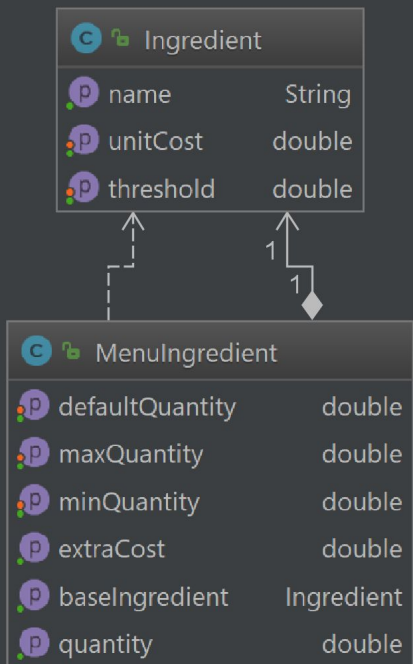 C Ingredient
p name String
p unitCost double
p threshold double
1
1
C MenuIngredient
p defaultQuantity double
p maxQuantity double
p minQuantity double
p extraCost double
p baseIngredient Ingredient
p quantity double